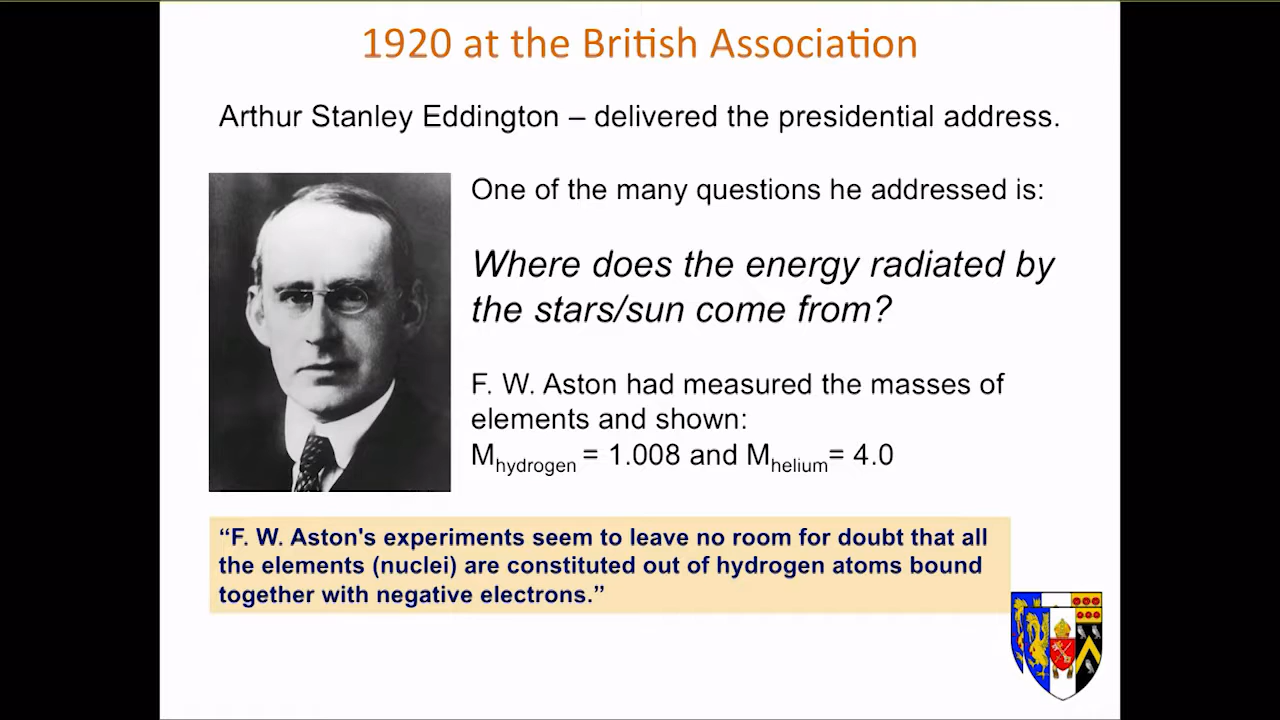 1920 at the British Association
Arthur Stanley Eddington – delivered the presidential address.
One of the many questions he addressed is:
Where does the energy radiated by
the stars/sun come from?
F. W. Aston had measured the masses of
elements and shown:
Mhydrogen = 1.008 and Mhelium= 4.0
“F. W. Aston's experiments seem to leave no room for doubt that all
the elements (nuclei) are constituted out of hydrogen atoms bound
together with negative electrons.”